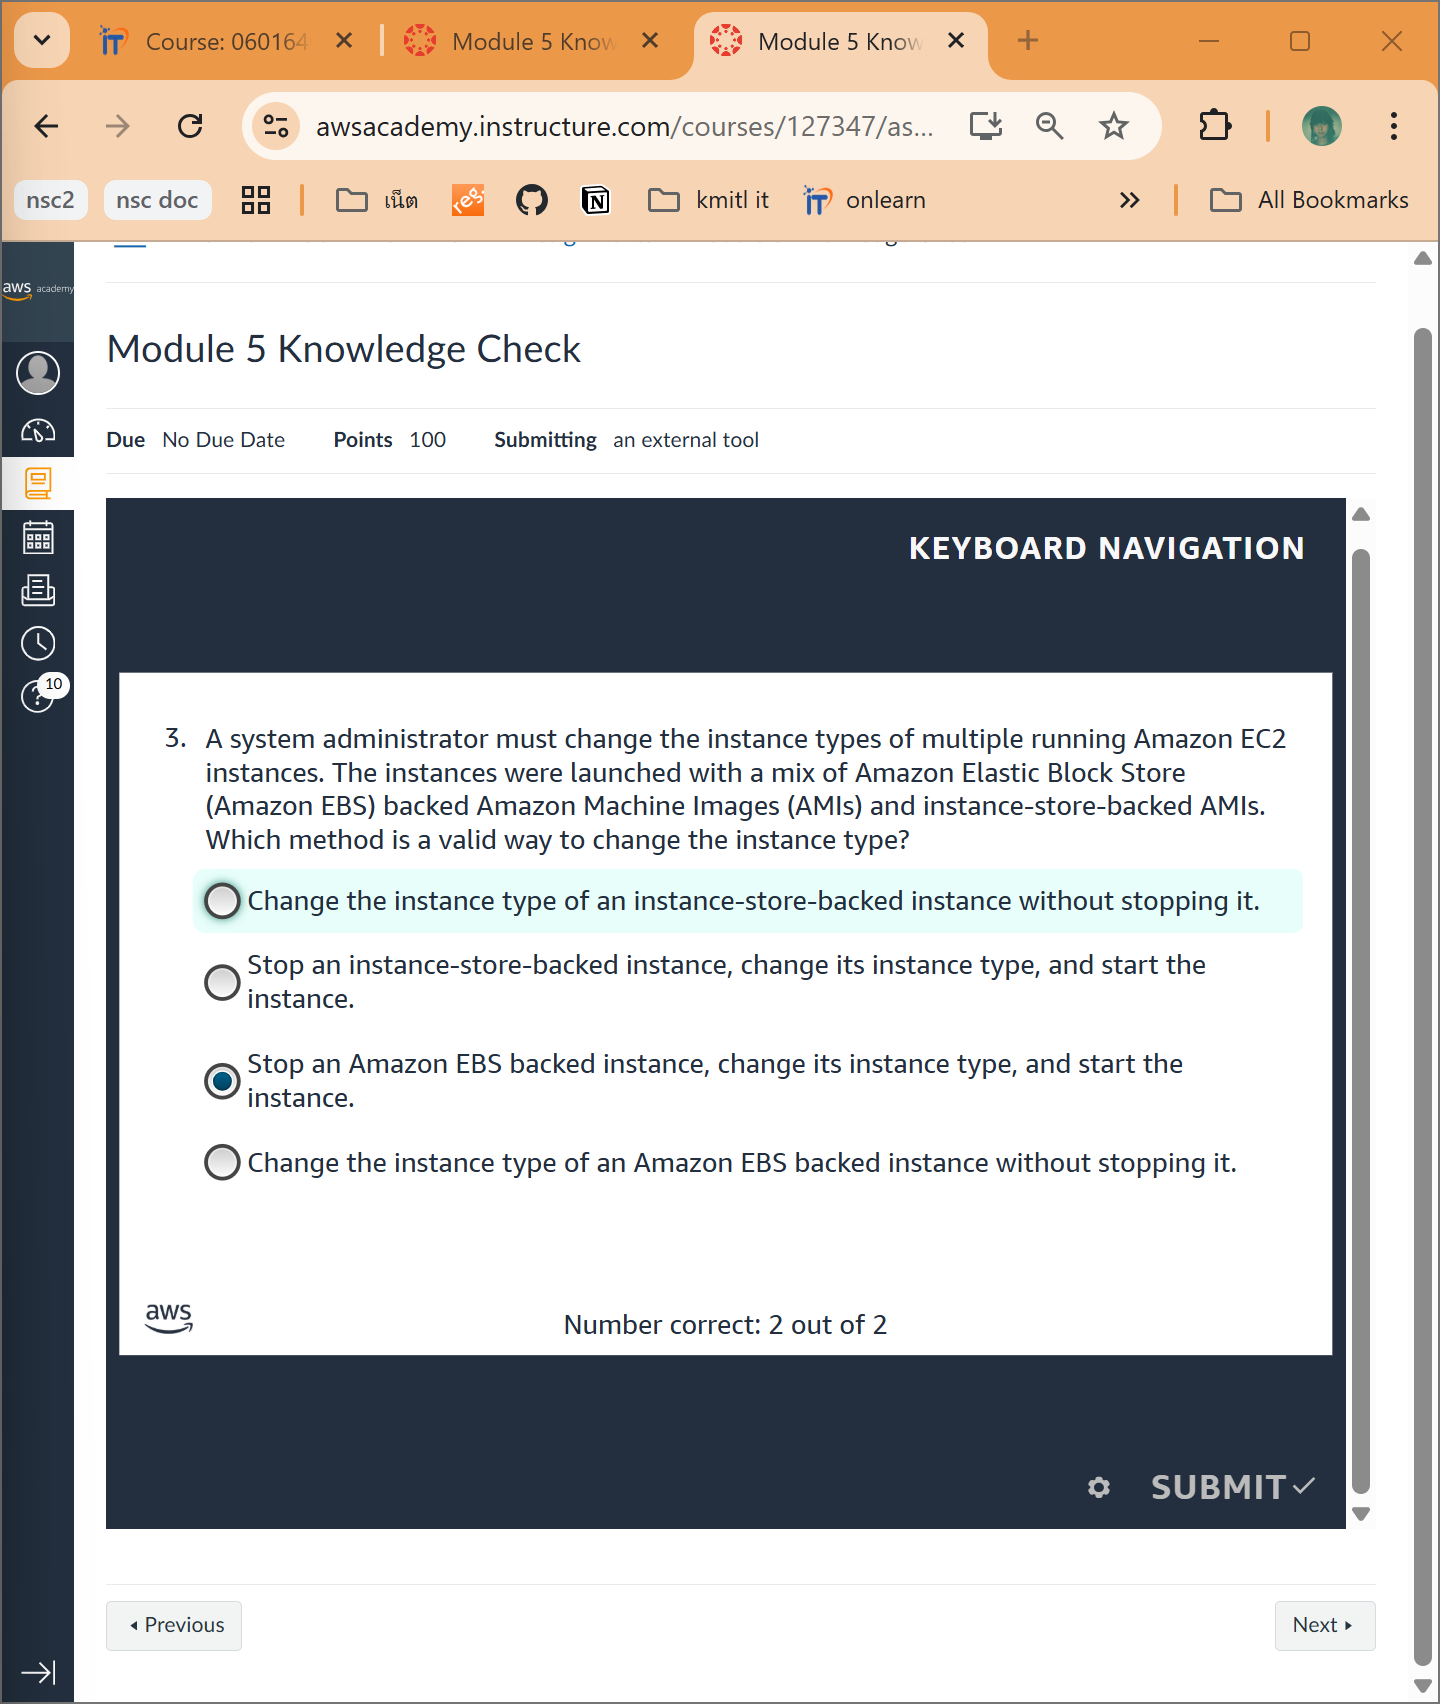 Course: 060164
Module 5 Know
Module 5 Know
awsacademy.instructure.com/courses/127347/as...
nsc2
nsc doc
เน็ต
reg.
kmitl it
onlearn
All Bookmarks
aws academy
Module 5 Knowledge Check
Due No Due Date Points 100 Submitting an external tool
10
KEYBOARD NAVIGATION
3. A system administrator must change the instance types of multiple running Amazon EC2
instances. The instances were launched with a mix of Amazon Elastic Block Store
(Amazon EBS) backed Amazon Machine Images (AMIs) and instance-store-backed AMIs.
Which method is a valid way to change the instance type?
Change the instance type of an instance-store-backed instance without stopping it.
Stop an instance-store-backed instance, change its instance type, and start the
instance.
Stop an Amazon EBS backed instance, change its instance type, and start the
instance.
Change the instance type of an Amazon EBS backed instance without stopping it.
aws
Number correct: 2 out of 2
SUBMIT
Previous
Next